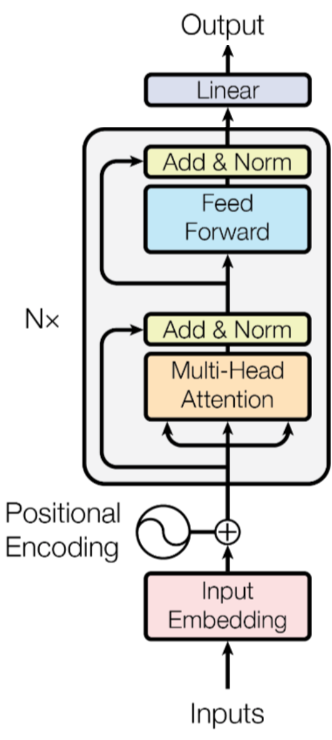 Output
Linear
Add & Norm
Feed
Forward
Nx
Add & Norm
Multi-Head
Attention
Positional
Encoding
Input
Embedding
Inputs